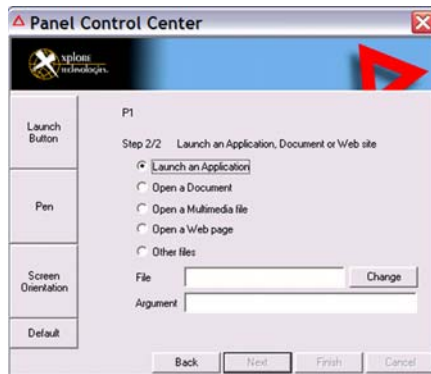 Panel Control Center
xplore
technologies.
Launch
Button
Pen
Screen
Orientation
Default
P1
Step 2/2 Launch an Application, Document or Web site
Launch an Application
Open a Document
Open a Multimedia file
Open a Web page
Other files
File
Change
Argument
Back
Next
Finish
Cancel